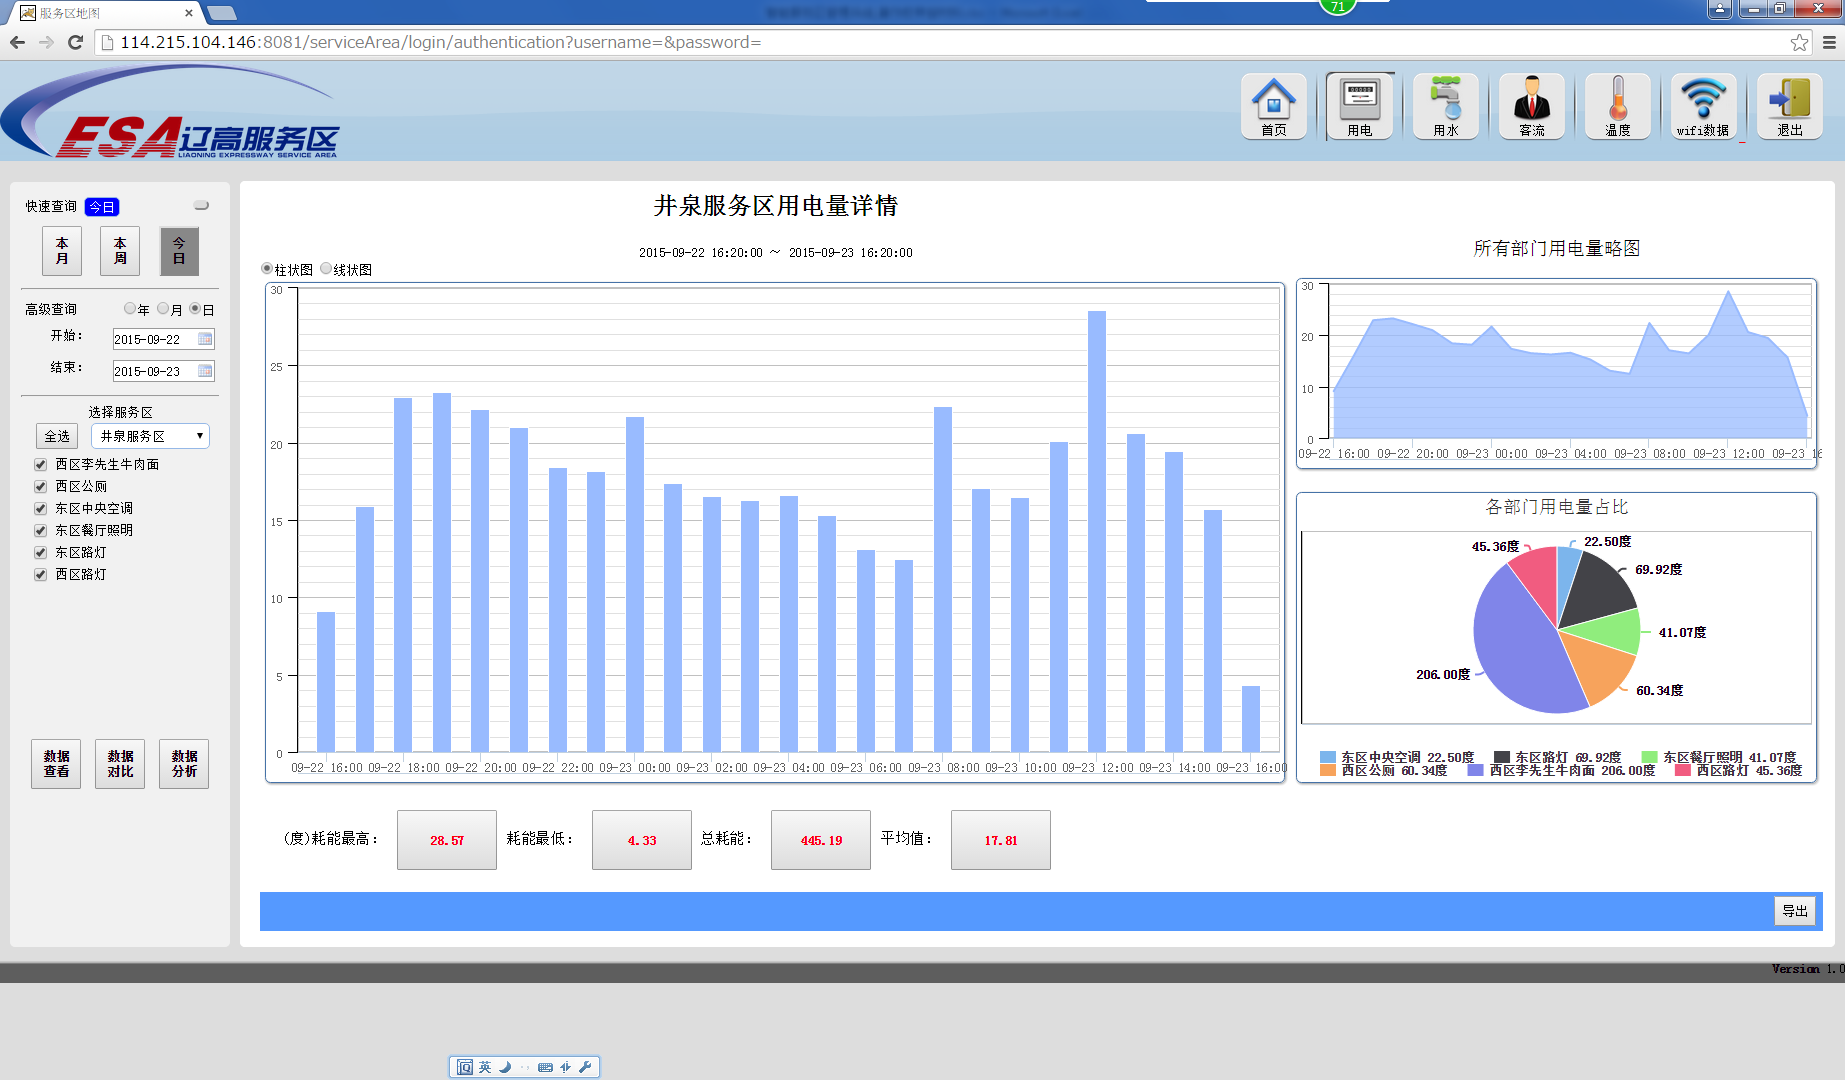 服务区地图
71
114.215.104.146:8081/serviceArea/login/authentication?username=&password=
ESA 辽高服务区
LIAONING EXPRESSWAY SERVICE AREA
首页 用电 用水 客流 温度 wifi数据 退出
快速查询 今日
本月 本周 今日
高级查询 年 月 日
开始： 2015-09-22
结束： 2015-09-23
选择服务区
全选 井泉服务区
西区李先生牛肉面
西区公厕
东区中央空调
东区餐厅照明
东区路灯
西区路灯
数据查看 数据对比 数据分析
井泉服务区用电量详情
2015-09-22 16:20:00 ~ 2015-09-23 16:20:00
柱状图 线状图
30
25
20
15
10
5
0
09-22 16:00 09-22 18:00 09-22 20:00 09-22 22:00 09-23 00:00 09-23 02:00 09-23 04:00 09-23 06:00 09-23 08:00 09-23 10:00 09-23 12:00 09-23 14:00 09-23 16:00
所有部门用电量略图
30
20
10
0
09-22 16:00 09-22 20:00 09-23 00:00 09-23 04:00 09-23 08:00 09-23 12:00 09-23 16
各部门用电量占比
45.36度 22.50度
69.92度
41.07度
206.00度
60.34度
东区中央空调 22.50度 东区路灯 69.92度 东区餐厅照明 41.07度
西区公厕 60.34度 西区李先生牛肉面 206.00度 西区路灯 45.36度
(度)耗能最高： 28.57 耗能最低： 4.33 总耗能： 445.19 平均值： 17.81
导出
Version 1.0
英